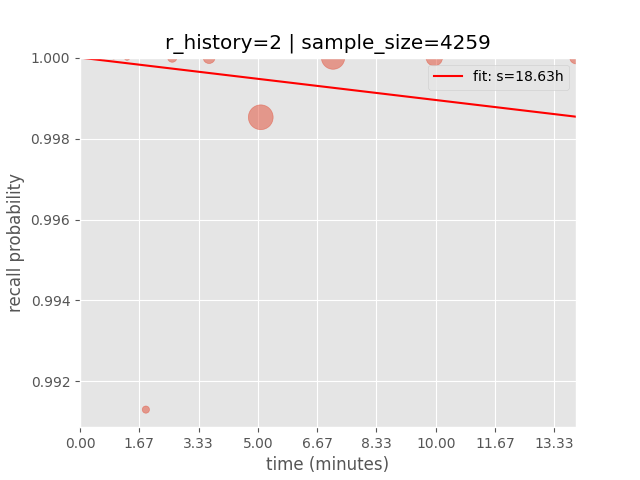 r_history=2 | sample_size=4259
fit: s=18.63h
1.000
0.998
0.996
0.994
0.992
recall probability
0.00 1.67 3.33 5.00 6.67 8.33 10.00 11.67 13.33
time (minutes)